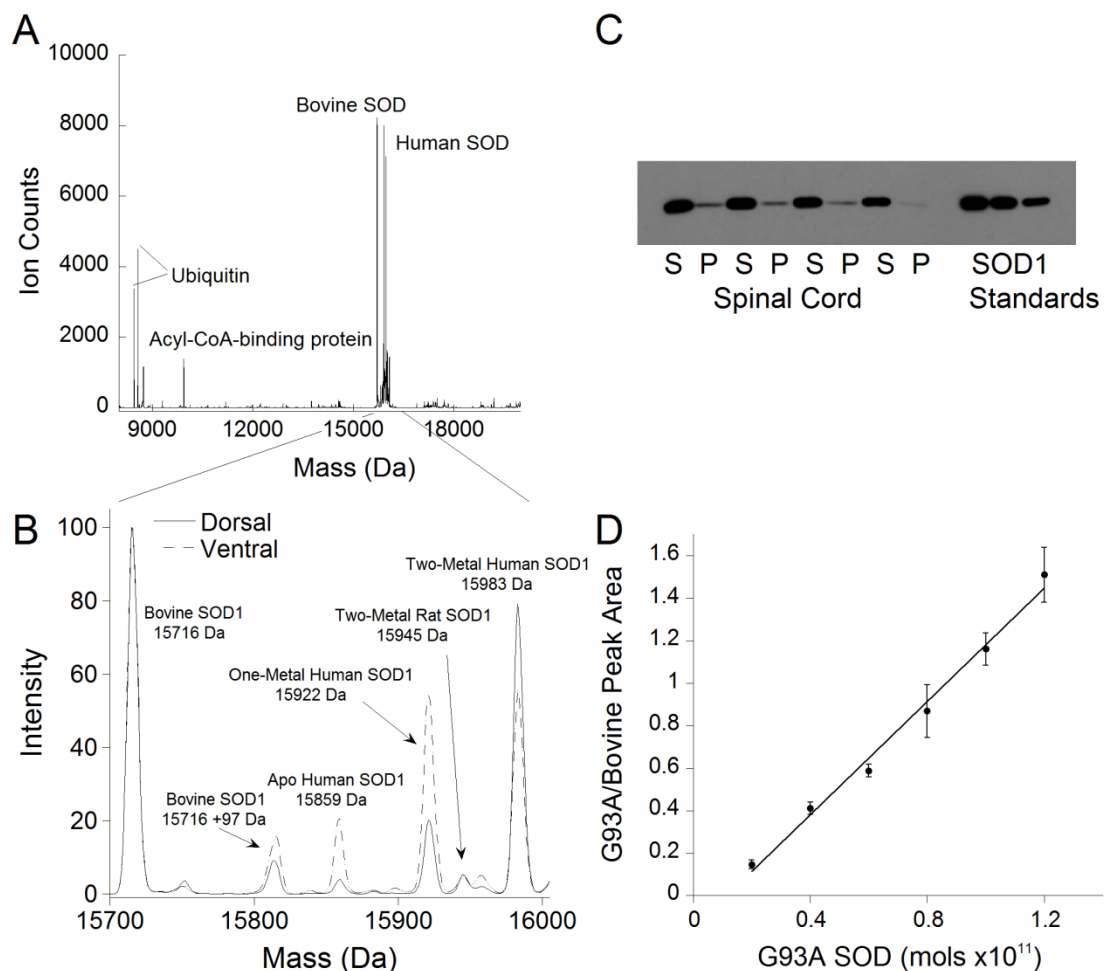 A
10000
8000
6000
4000
2000
0
Ion Counts
Bovine SOD
Human SOD
Ubiquitin
Acyl-CoA-binding protein
9000 12000 15000 18000
Mass (Da)
B
Dorsal
Ventral
100
80
60
40
20
0
Intensity
Bovine SOD1
15716 Da
Bovine SOD1
15716 +97 Da
Apo Human SOD1
15859 Da
One-Metal Human SOD1
15922 Da
Two-Metal Rat SOD1
15945 Da
Two-Metal Human SOD1
15983 Da
15700 15800 15900 16000
Mass (Da)
C
S P S P S P S P SOD1
Spinal Cord Standards
D
1.6
1.4
1.2
1
0.8
0.6
0.4
0.2
0
G93A/Bovine Peak Area
0 0.4 0.8 1.2
G93A SOD (mols x10¹¹)